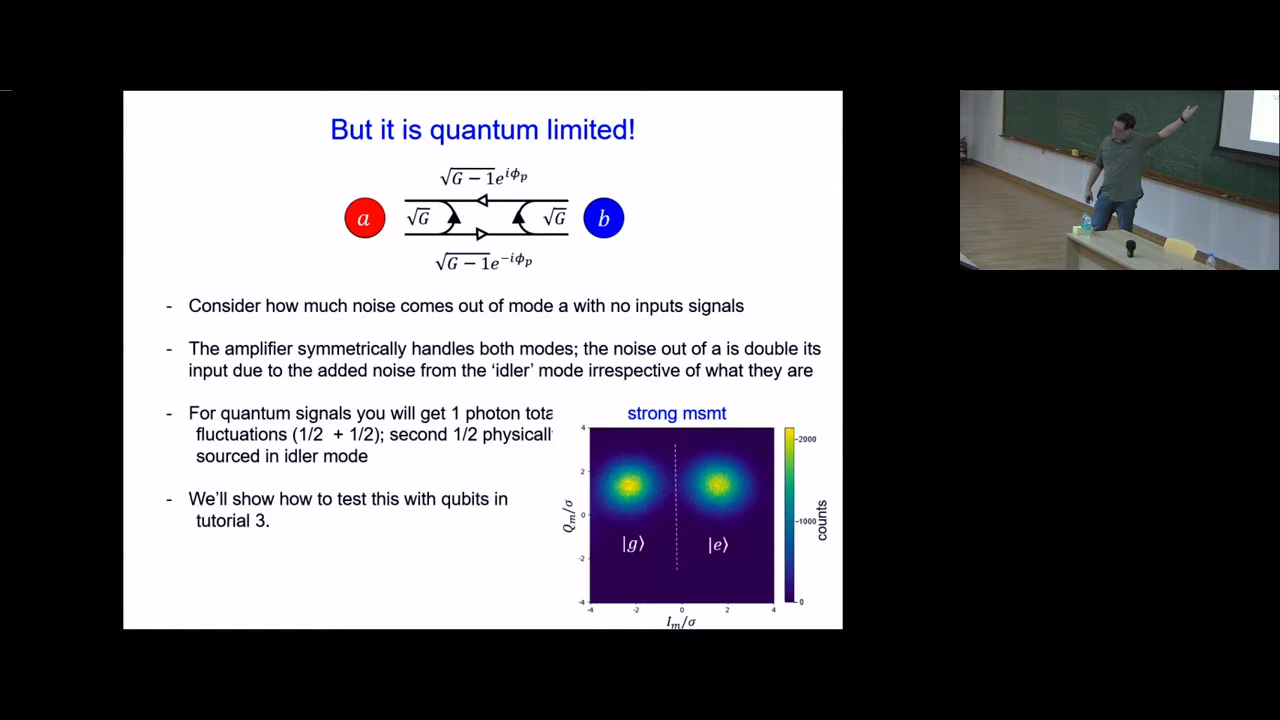 But it is quantum limited!
√G − 1e^{iϕ_p}
a √G √G b
√G − 1e^{−iϕ_p}
- Consider how much noise comes out of mode a with no inputs signals
- The amplifier symmetrically handles both modes; the noise out of a is double its
input due to the added noise from the ‘idler’ mode irrespective of what they are
- For quantum signals you will get 1 photon tota
fluctuations (1/2 + 1/2); second 1/2 physicall
sourced in idler mode
- We’ll show how to test this with qubits in
tutorial 3.
strong msmt
4
2
0
-2
-4
Q_m/σ
|g⟩ |e⟩
-4 -2 0 2 4
I_m/σ
2000
1000
0
counts